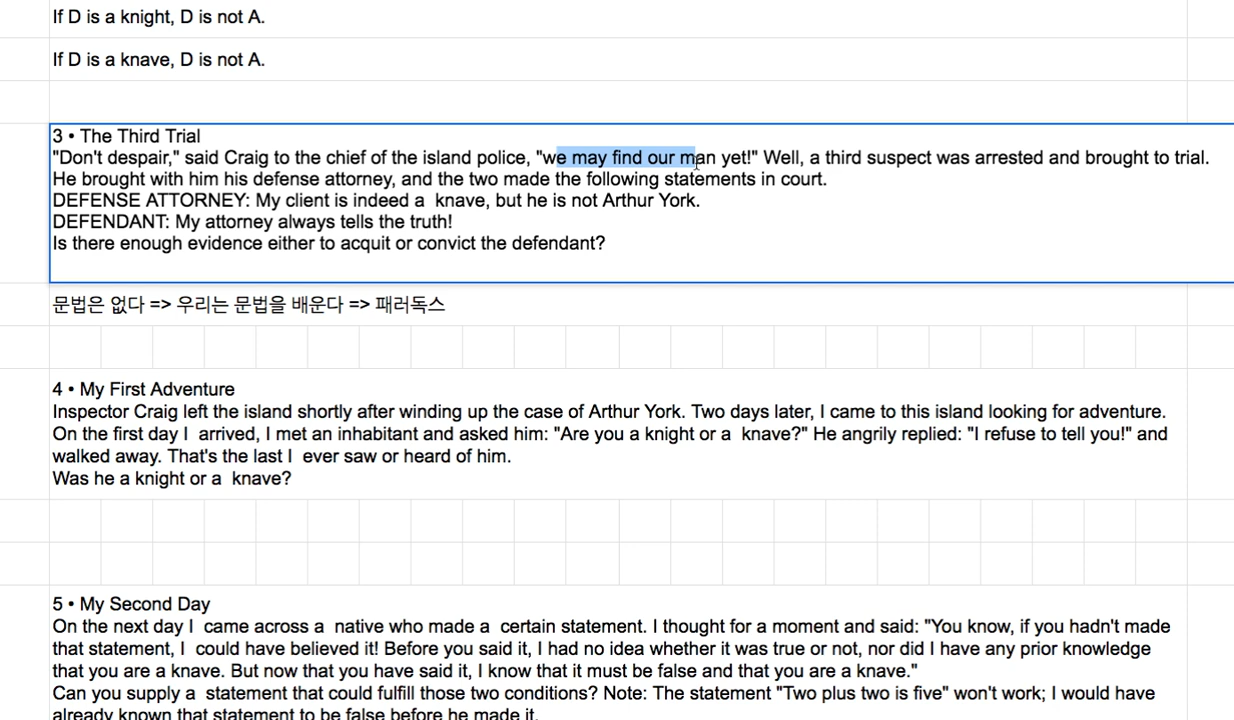 If D is a knight, D is not A.
If D is a knave, D is not A.
3 • The Third Trial
"Don't despair," said Craig to the chief of the island police, "we may find our man yet!" Well, a third suspect was arrested and brought to trial.
He brought with him his defense attorney, and the two made the following statements in court.
DEFENSE ATTORNEY: My client is indeed a  knave, but he is not Arthur York.
DEFENDANT: My attorney always tells the truth!
Is there enough evidence either to acquit or convict the defendant?
문법은 없다 => 우리는 문법을 배운다 => 패러독스
4 • My First Adventure
Inspector Craig left the island shortly after winding up the case of Arthur York. Two days later, I came to this island looking for adventure.
On the first day I  arrived, I met an inhabitant and asked him: "Are you a knight or a  knave?" He angrily replied: "I refuse to tell you!" and
walked away. That's the last I  ever saw or heard of him.
Was he a knight or a  knave?
5 • My Second Day
On the next day I  came across a  native who made a  certain statement. I thought for a moment and said: "You know, if you hadn't made
that statement, I  could have believed it! Before you said it, I had no idea whether it was true or not, nor did I have any prior knowledge
that you are a knave. But now that you have said it, I know that it must be false and that you are a knave."
Can you supply a  statement that could fulfill those two conditions? Note: The statement "Two plus two is five" won't work; I would have
already known that statement to be false before he made it.